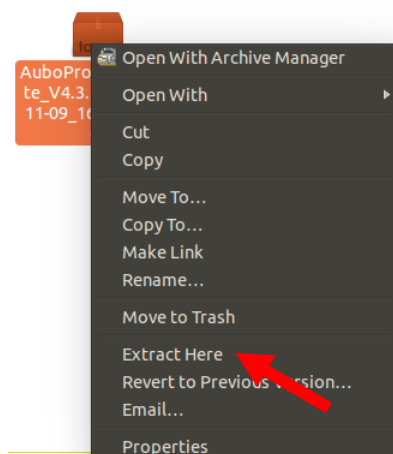 AuboPro
te_V4.3.
11-09_16
Open With Archive Manager
Open With
Cut
Copy
Move To...
Copy To...
Make Link
Rename...
Move to Trash
Extract Here
Revert to Previous Version...
Email...
Properties